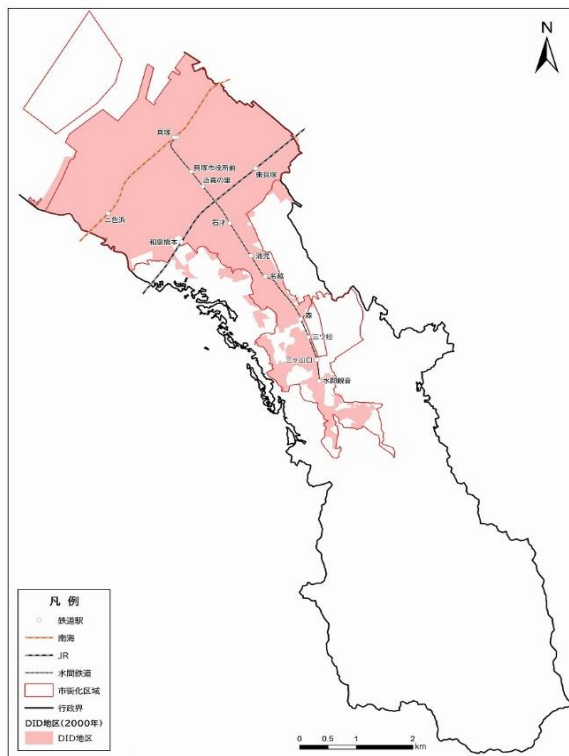 N
貝塚
貝塚市役所前
近義の里
東貝塚
二色浜
石才
和泉橋本
清児
名越
森
三ツ松
三ヶ山口
水間観音
凡 例
鉄道駅
南海
JR
水間鉄道
市街化区域
行政界
DID地区(2000年)
DID地区
0 0.5 1 2
km